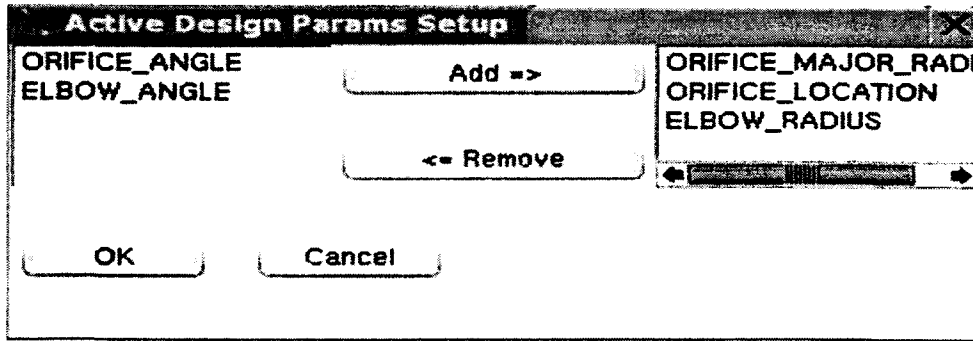 Active Design Params Setup
ORIFICE_ANGLE
ELBOW_ANGLE
Add =>
<= Remove
ORIFICE_MAJOR_RADI
ORIFICE_LOCATION
ELBOW_RADIUS
OK
Cancel